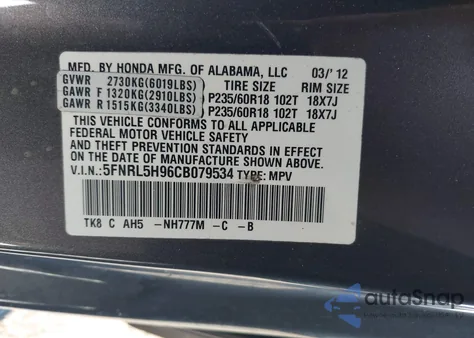 MFD. BY HONDA MFG. OF ALABAMA, LLC 03/'12
GVWR 2730KG(6019LBS) TIRE SIZE RIM SIZE
GAWR F 1320KG(2910LBS) P235/60R18 102T 18X7J
GAWR R 1515KG(3340LBS) P235/60R18 102T 18X7J
THIS VEHICLE CONFORMS TO ALL APPLICABLE
FEDERAL MOTOR VEHICLE SAFETY
AND THEFT PREVENTION STANDARDS IN EFFECT
ON THE DATE OF MANUFACTURE SHOWN ABOVE.
V.I.N.:5FNRL5H96CB079534 TYPE: MPV
TK8 C AH5 -NH777M -C -B
autoSnap